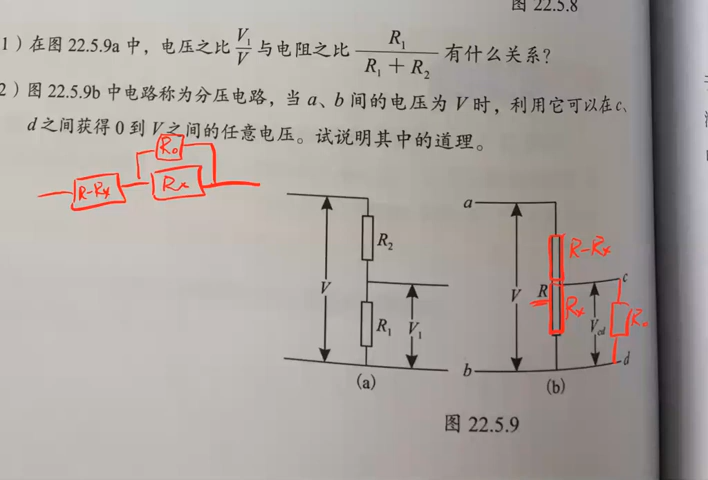 图 22.5.8
1）在图 22.5.9a 中，电压之比 V₁/V 与电阻之比 R₁/(R₁ + R₂) 有什么关系？
2）图 22.5.9b 中电路称为分压电路，当 a、b 间的电压为 V 时，利用它可以在 c、
d 之间获得 0 到 V 之间的任意电压。试说明其中的道理。
R₀
R-Rₓ
Rₓ
V
R₂
R₁
V₁
(a)
a
b
V
R
R-Rₓ
Rₓ
V_cd
c
d
R₀
(b)
图 22.5.9